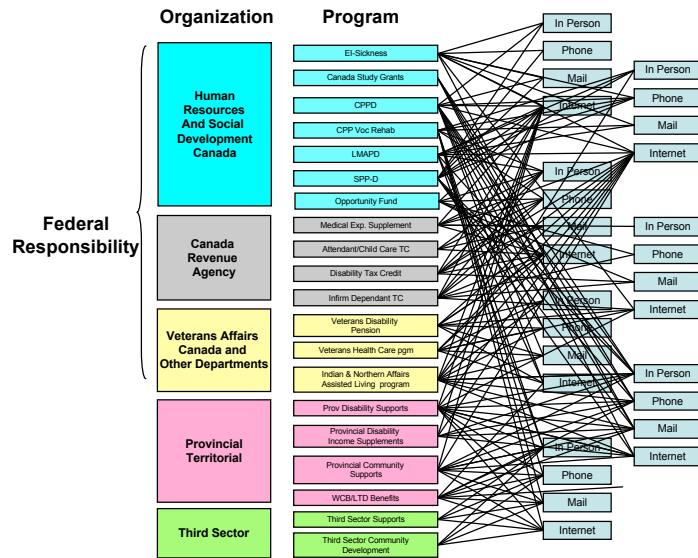 Organization
Program
Federal
Responsibility
Human
Resources
And Social
Development
Canada
Canada
Revenue
Agency
Veterans Affairs
Canada and
Other Departments
Provincial
Territorial
Third Sector
EI-Sickness
Canada Study Grants
CPPD
CPP Voc Rehab
LMAPD
SPP-D
Opportunity Fund
Medical Exp. Supplement
Attendant/Child Care TC
Disability Tax Credit
Infirm Dependant TC
Veterans Disability
Pension
Veterans Health Care pgm
Indian & Northern Affairs
Assisted Living program
Prov Disability Supports
Provincial Disability
Income Supplements
Provincial Community
Supports
WCB/LTD Benefits
Third Sector Supports
Third Sector Community
Development
In Person
Phone
Mail
Internet
In Person
Phone
Mail
Internet
In Person
Phone
Mail
Internet
In Person
Phone
Mail
Internet
In Person
Phone
Mail
Internet
In Person
Phone
Mail
Internet
In Person
Phone
Mail
Internet